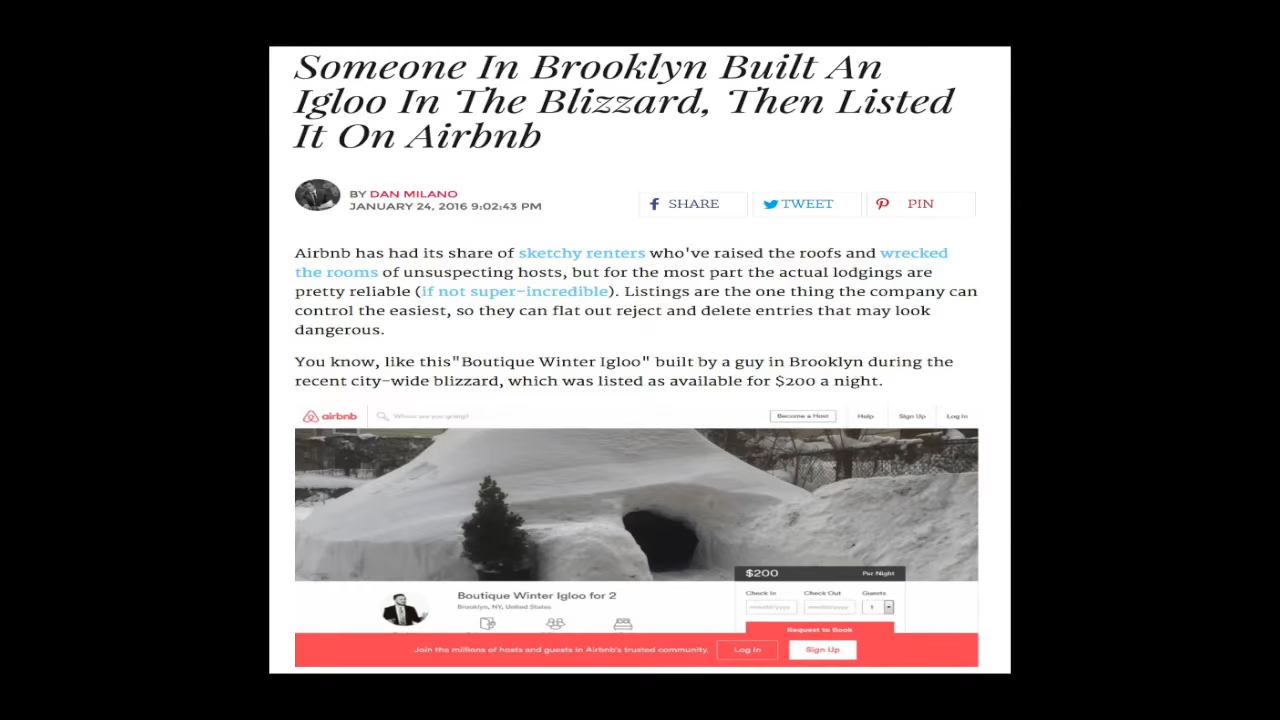 Someone In Brooklyn Built An
Igloo In The Blizzard, Then Listed
It On Airbnb
BY DAN MILANO
JANUARY 24, 2016 9:02:43 PM
SHARE
TWEET
PIN
Airbnb has had its share of sketchy renters who've raised the roofs and wrecked
the rooms of unsuspecting hosts, but for the most part the actual lodgings are
pretty reliable (if not super-incredible). Listings are the one thing the company can
control the easiest, so they can flat out reject and delete entries that may look
dangerous.
You know, like this"Boutique Winter Igloo" built by a guy in Brooklyn during the
recent city-wide blizzard, which was listed as available for $200 a night.
airbnb
Where are you going?
Become a Host
Help
Sign Up
Log In
$200
Per Night
Check In
Check Out
Guests
mm/dd/yyyy
mm/dd/yyyy
1
Boutique Winter Igloo for 2
Brooklyn, NY, United States
Request to Book
Join the millions of hosts and guests in Airbnb's trusted community.
Log In
Sign Up